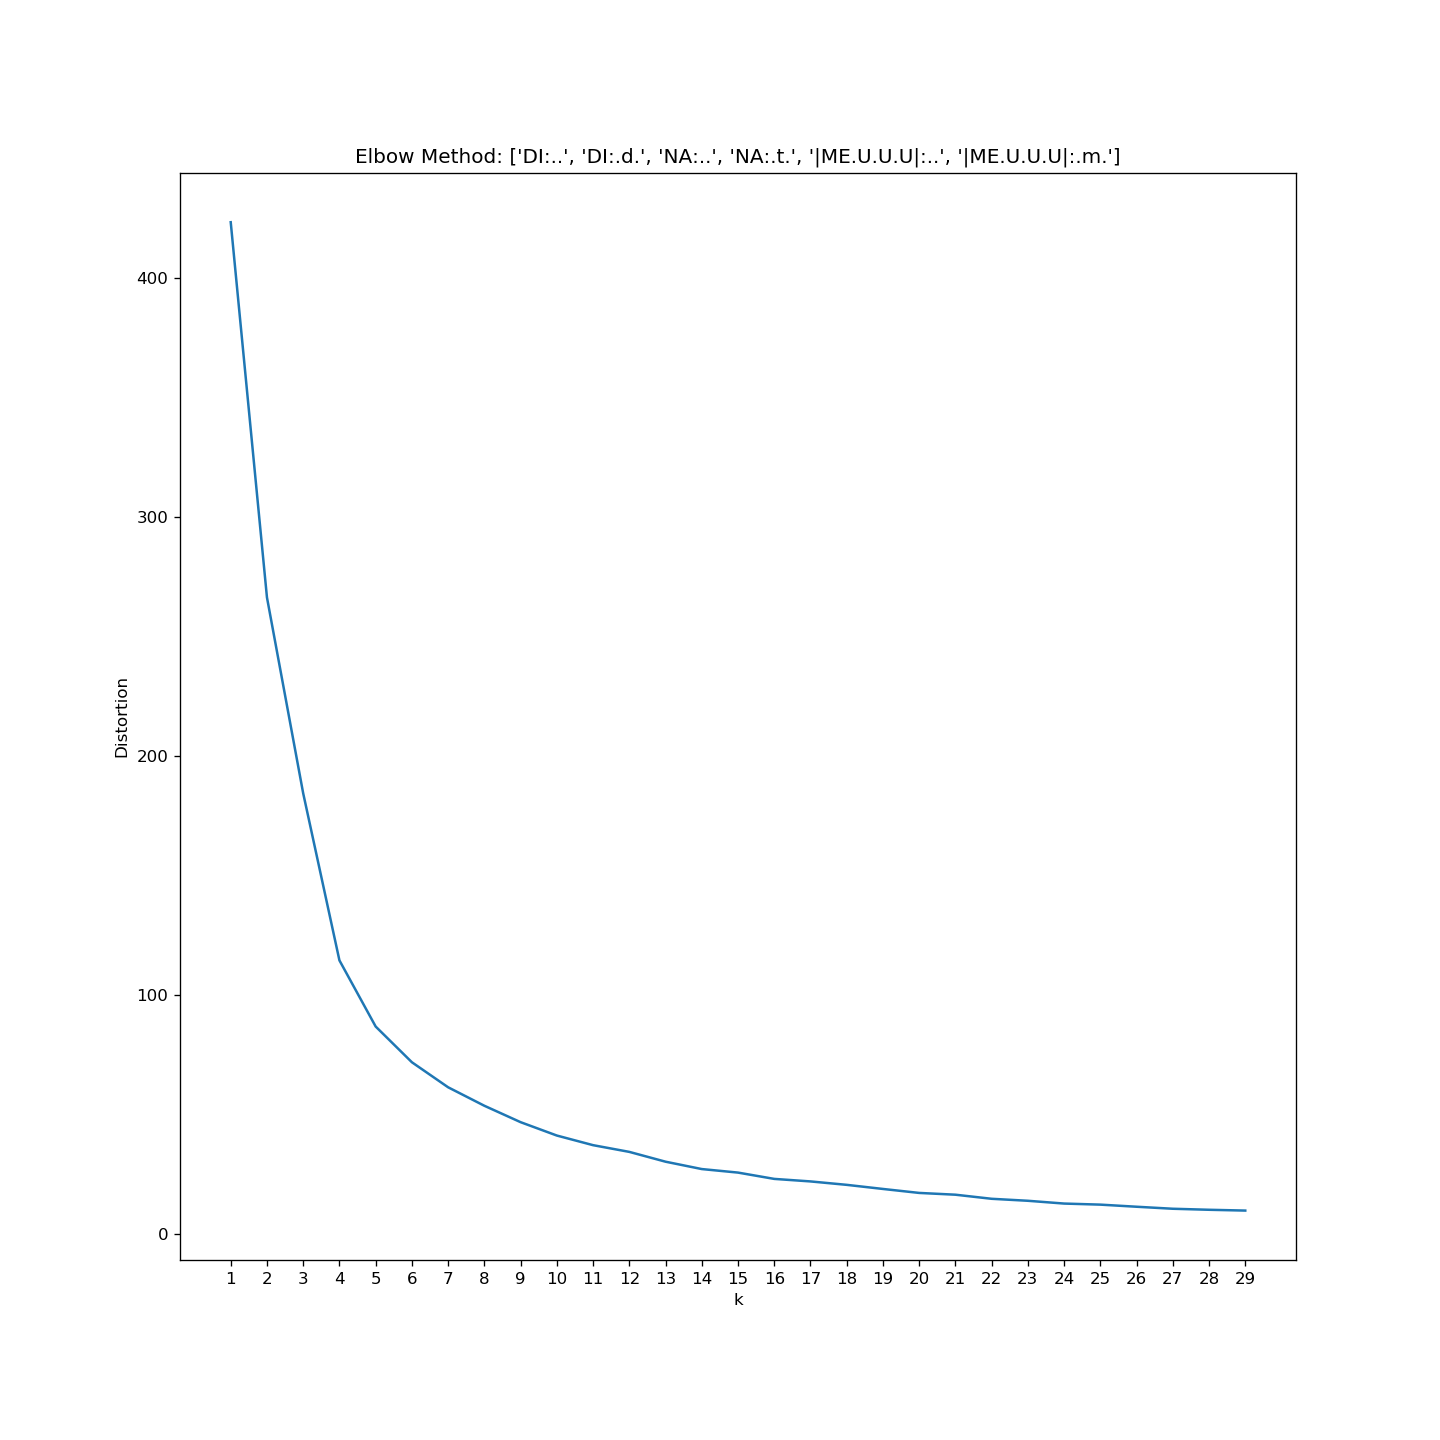 Elbow Method: ['DI:..', 'DI:.d.', 'NA:..', 'NA:.t.', '|ME.U.U.U|:..', '|ME.U.U.U|:.m.']
400
300
200
100
0
Distortion
1 2 3 4 5 6 7 8 9 10 11 12 13 14 15 16 17 18 19 20 21 22 23 24 25 26 27 28 29
k